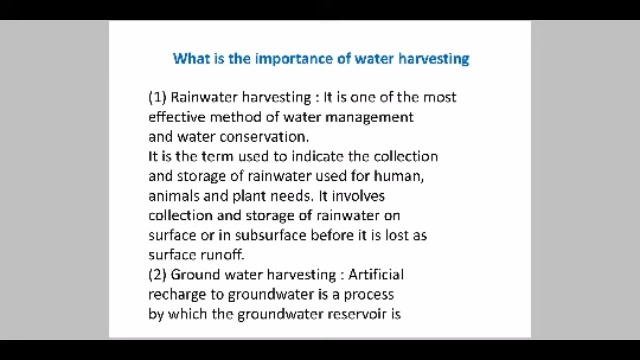 What is the importance of water harvesting
(1) Rainwater harvesting : It is one of the most
effective method of water management
and water conservation.
It is the term used to indicate the collection
and storage of rainwater used for human,
animals and plant needs. It involves
collection and storage of rainwater on
surface or in subsurface before it is lost as
surface runoff.
(2) Ground water harvesting : Artificial
recharge to groundwater is a process
by which the groundwater reservoir is